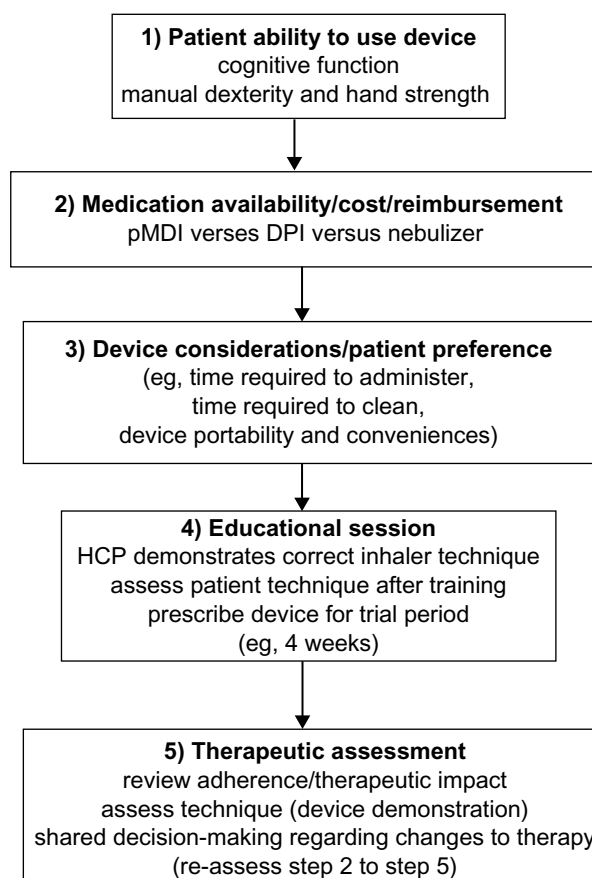 1) Patient ability to use device
cognitive function
manual dexterity and hand strength
2) Medication availability/cost/reimbursement
pMDI verses DPI versus nebulizer
3) Device considerations/patient preference
(eg, time required to administer,
time required to clean,
device portability and conveniences)
4) Educational session
HCP demonstrates correct inhaler technique
assess patient technique after training
prescribe device for trial period
(eg, 4 weeks)
5) Therapeutic assessment
review adherence/therapeutic impact
assess technique (device demonstration)
shared decision-making regarding changes to therapy
(re-assess step 2 to step 5)